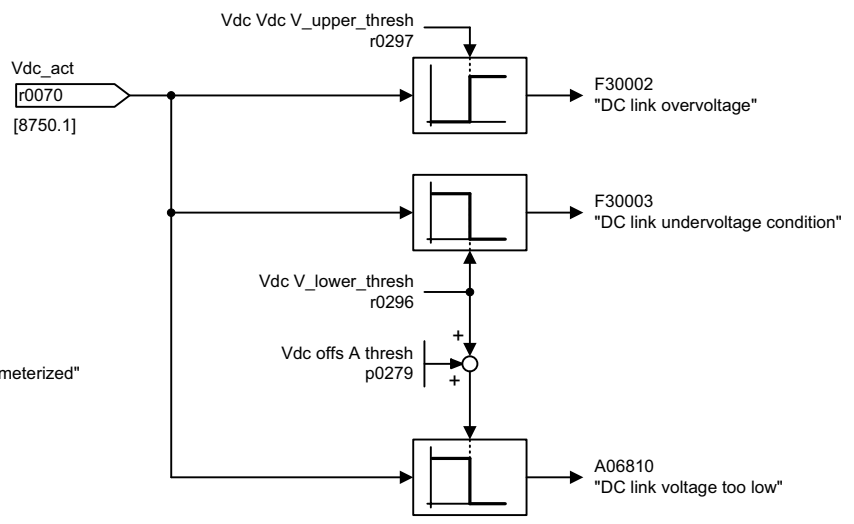 Vdc Vdc V_upper_thresh
r0297
Vdc_act
r0070
[8750.1]
F30002
"DC link overvoltage"
F30003
"DC link undervoltage condition"
Vdc V_lower_thresh
r0296
+
Vdc offs A thresh
p0279
+
meterized"
A06810
"DC link voltage too low"